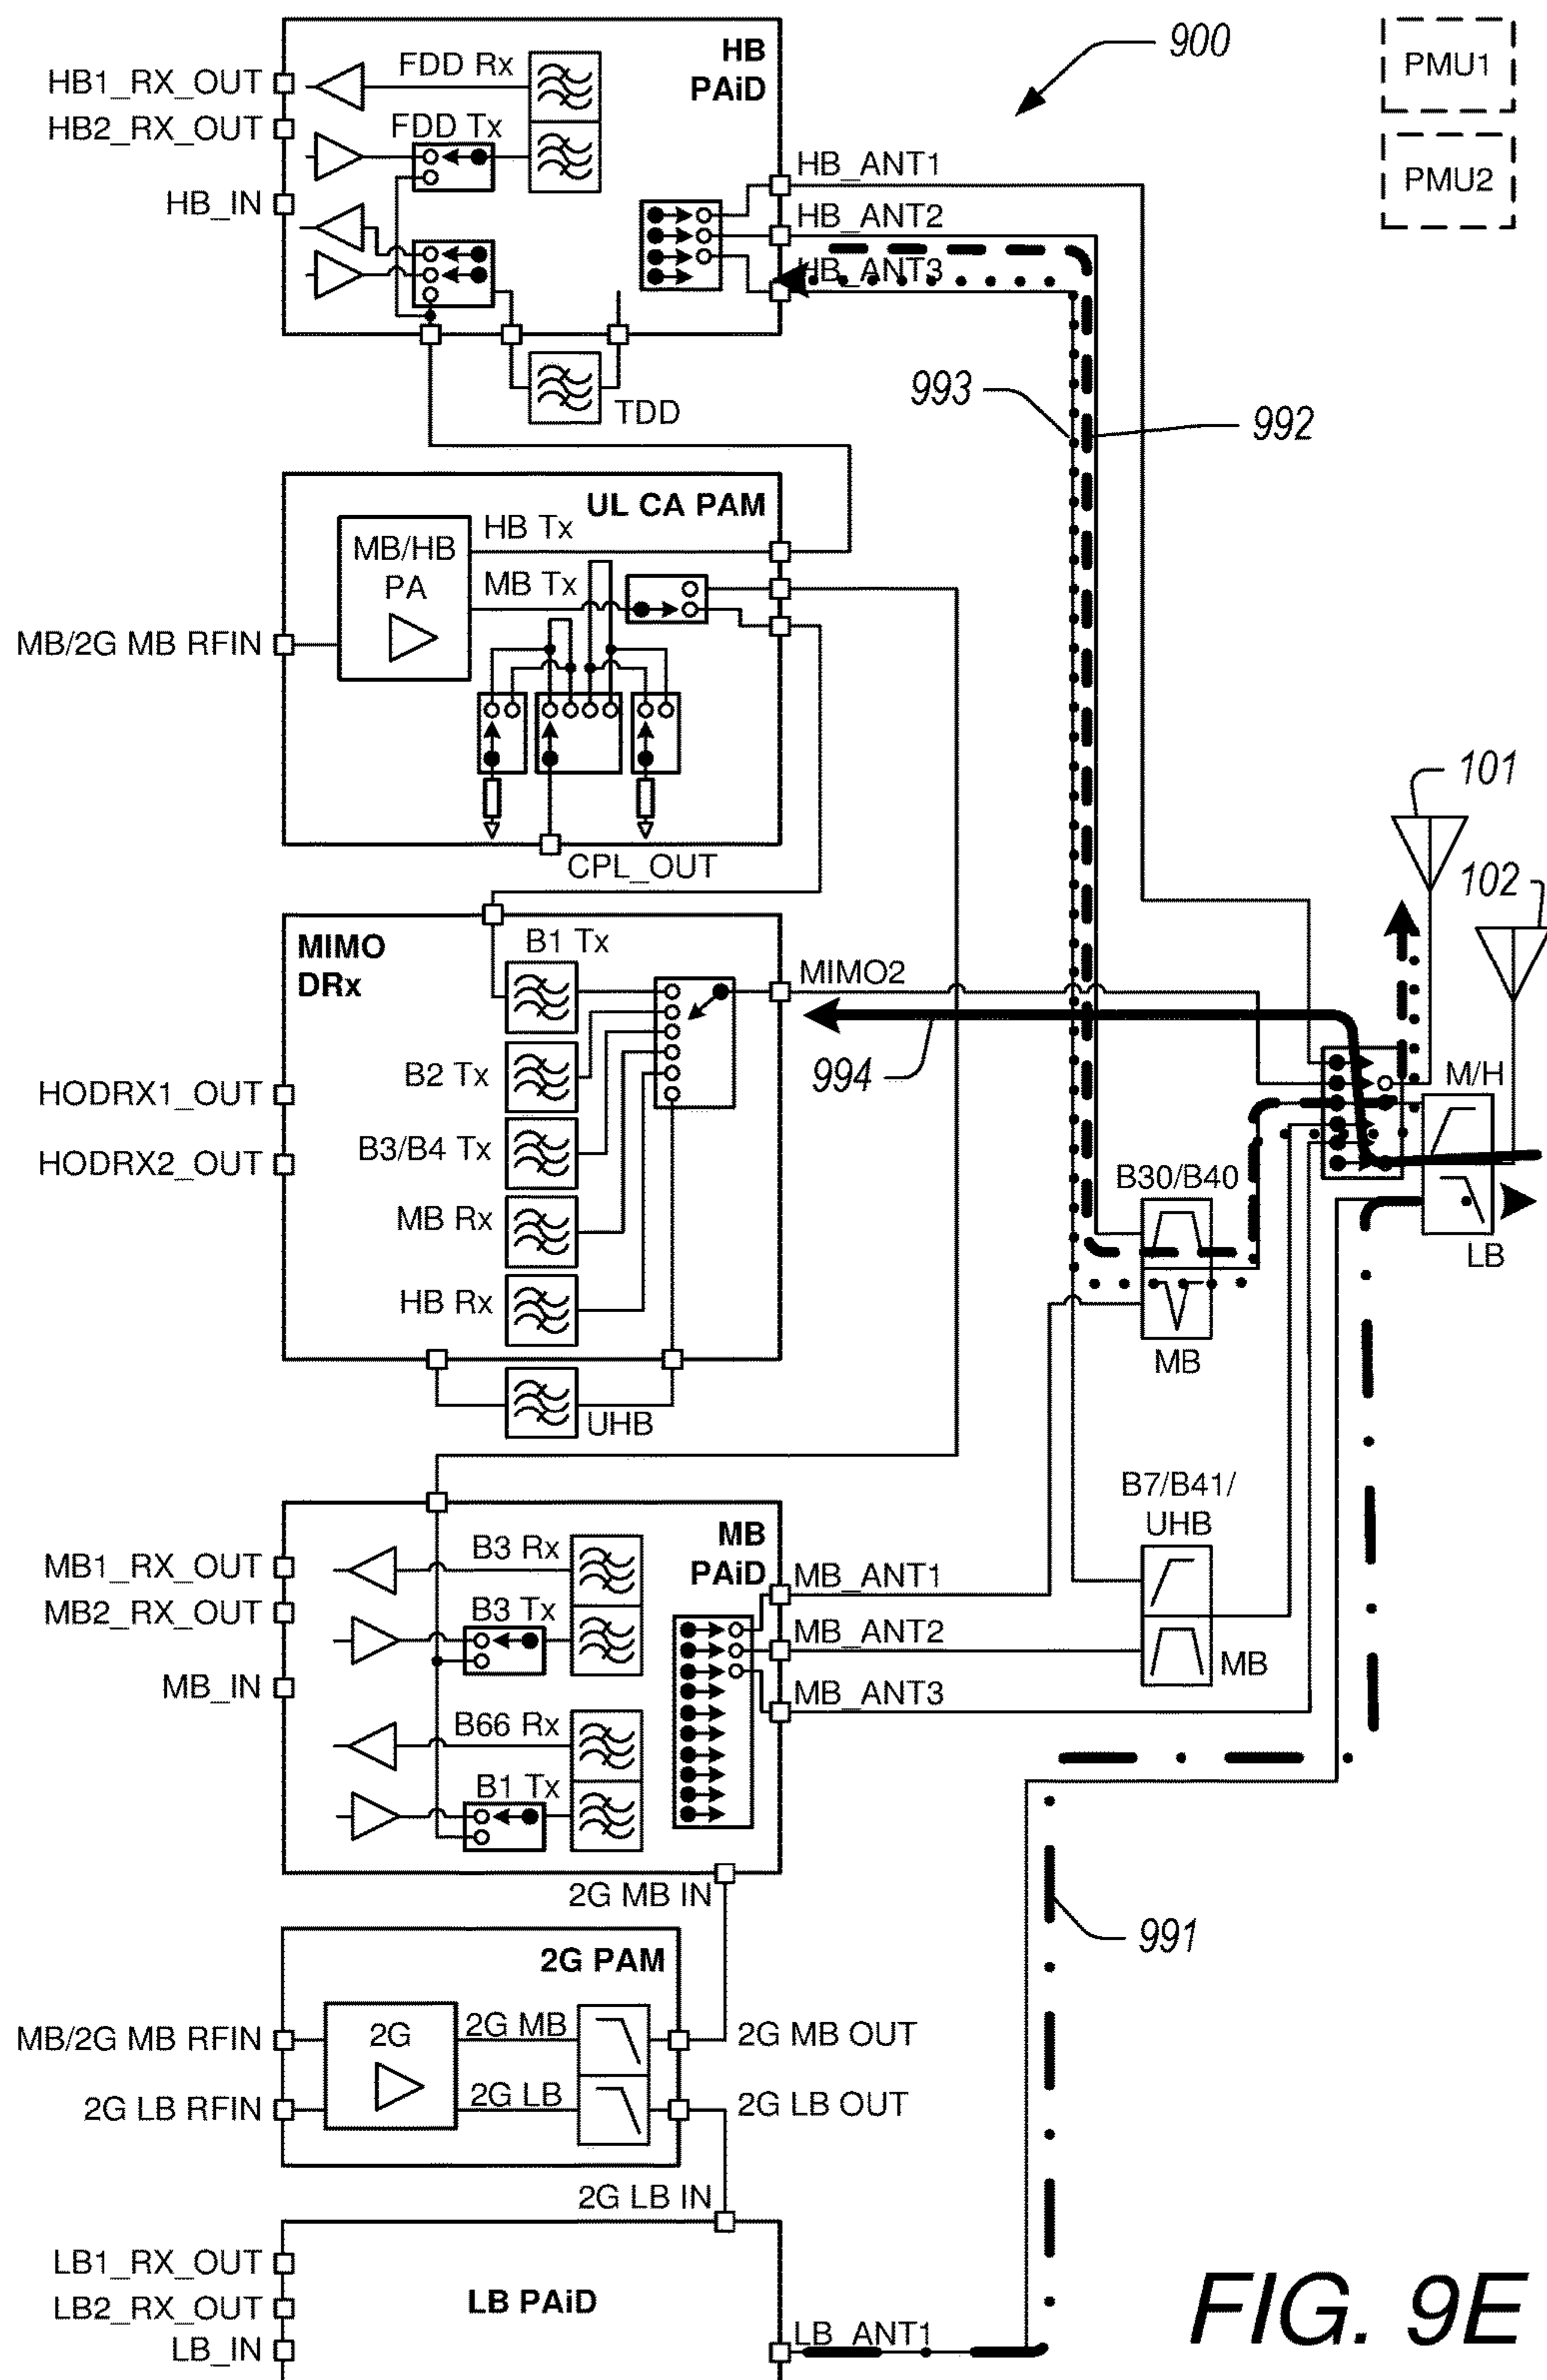 900
PMU1
PMU2
HB
PAiD
HB1_RX_OUT
HB2_RX_OUT
HB_IN
FDD Rx
FDD Tx
HB_ANT1
HB_ANT2
HB_ANT3
TDD
993
992
UL CA PAM
MB/HB
PA
HB Tx
MB Tx
MB/2G MB RFIN
CPL_OUT
101
102
MIMO
DRx
B1 Tx
MIMO2
B2 Tx
994
M/H
HODRX1_OUT
HODRX2_OUT
B3/B4 Tx
MB Rx
HB Rx
B30/B40
LB
MB
UHB
B7/B41/
UHB
MB
MB
PAiD
B3 Rx
B3 Tx
MB1_RX_OUT
MB2_RX_OUT
MB_IN
MB_ANT1
MB_ANT2
MB_ANT3
B66 Rx
B1 Tx
2G MB IN
991
2G PAM
2G
2G MB
2G LB
MB/2G MB RFIN
2G LB RFIN
2G MB OUT
2G LB OUT
2G LB IN
LB1_RX_OUT
LB2_RX_OUT
LB_IN
LB PAiD
LB_ANT1
FIG. 9E